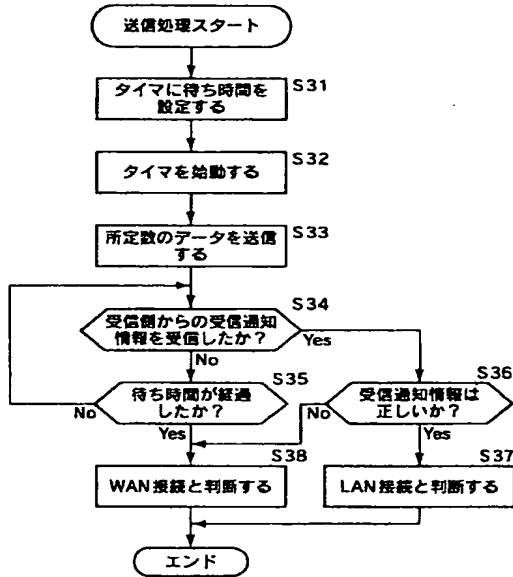 送信処理スタート
S31
タイマに待ち時間を
設定する
S32
タイマを始動する
S33
所定数のデータを送信
する
S34
受信側からの受信通知
情報を受信したか？
Yes
No
S35
待ち時間が経過
したか？
No
Yes
S36
受信通知情報は
正しいか？
No
Yes
S38
WAN接続と判断する
S37
LAN接続と判断する
エンド